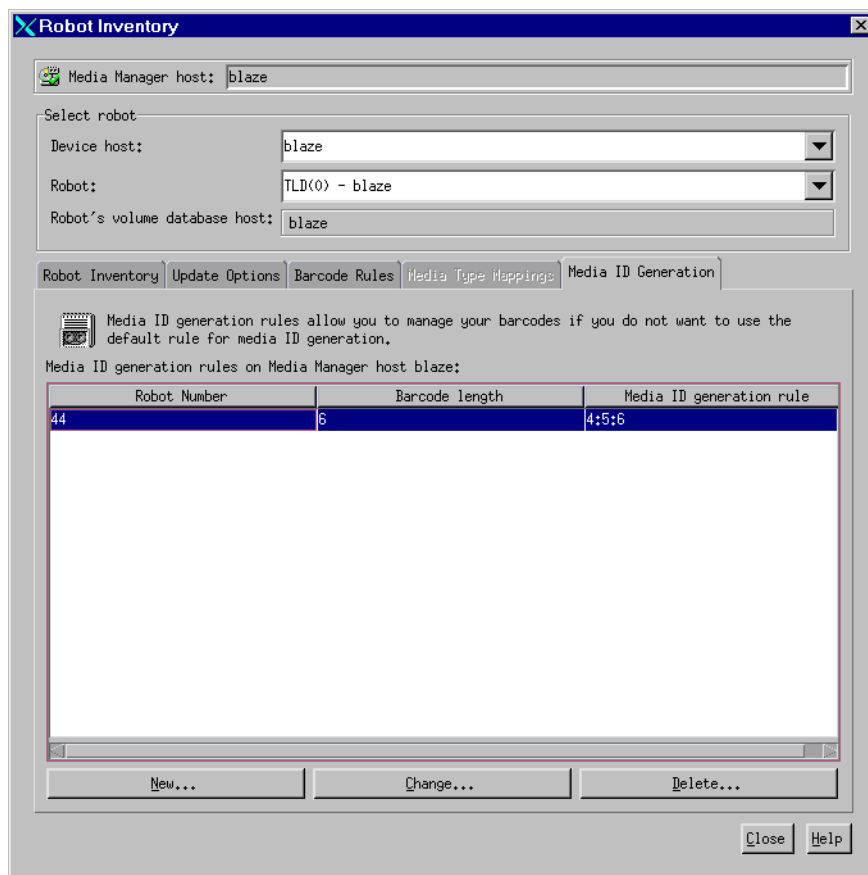 Robot Inventory
Media Manager host: blaze
Select robot
Device host: blaze
Robot: TLD(0) - blaze
Robot's volume database host: blaze
Robot Inventory Update Options Barcode Rules Media Type Mappings Media ID Generation
Media ID generation rules allow you to manage your barcodes if you do not want to use the
default rule for media ID generation.
Media ID generation rules on Media Manager host blaze:
Robot Number Barcode length Media ID generation rule
44 6 4:5:6
New... Change... Delete...
Close Help